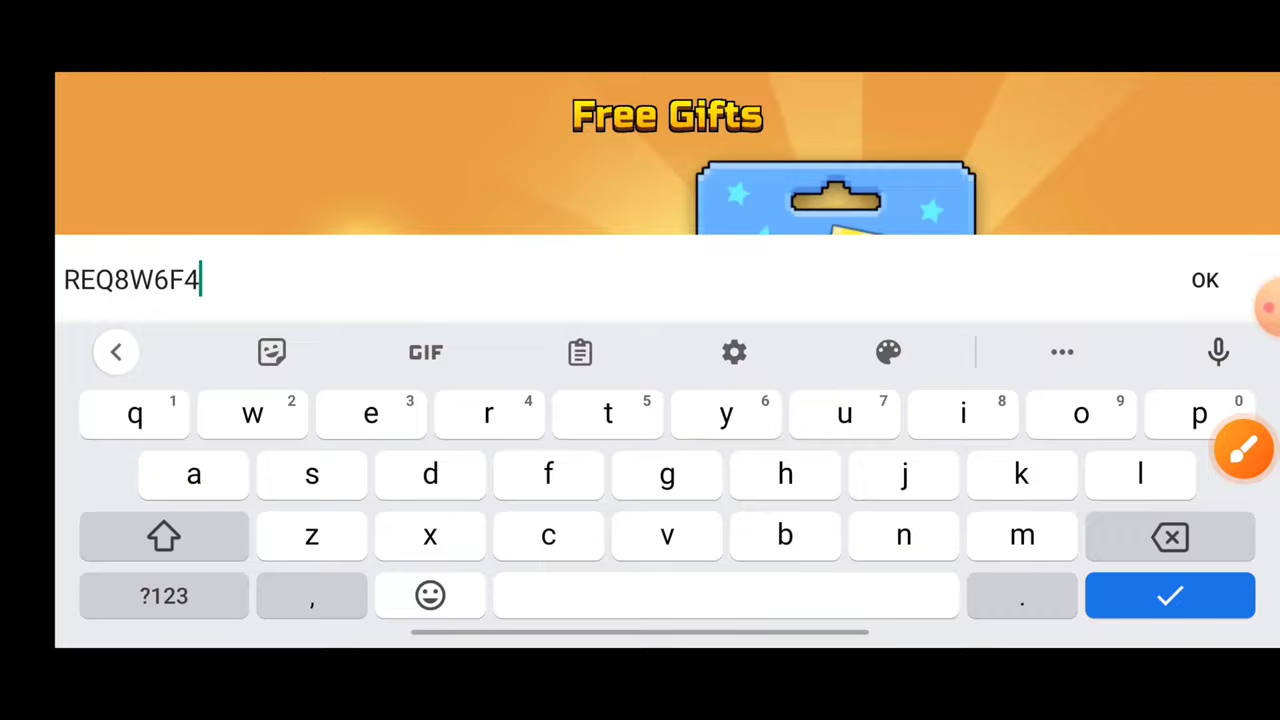 Free Gifts
REQ8W6F4
OK
GIF
q 1 w 2 e 3 r 4 t 5 y 6 u 7 i 8 o 9 p 0
a s d f g h j k l
z x c v b n m
?123 , .